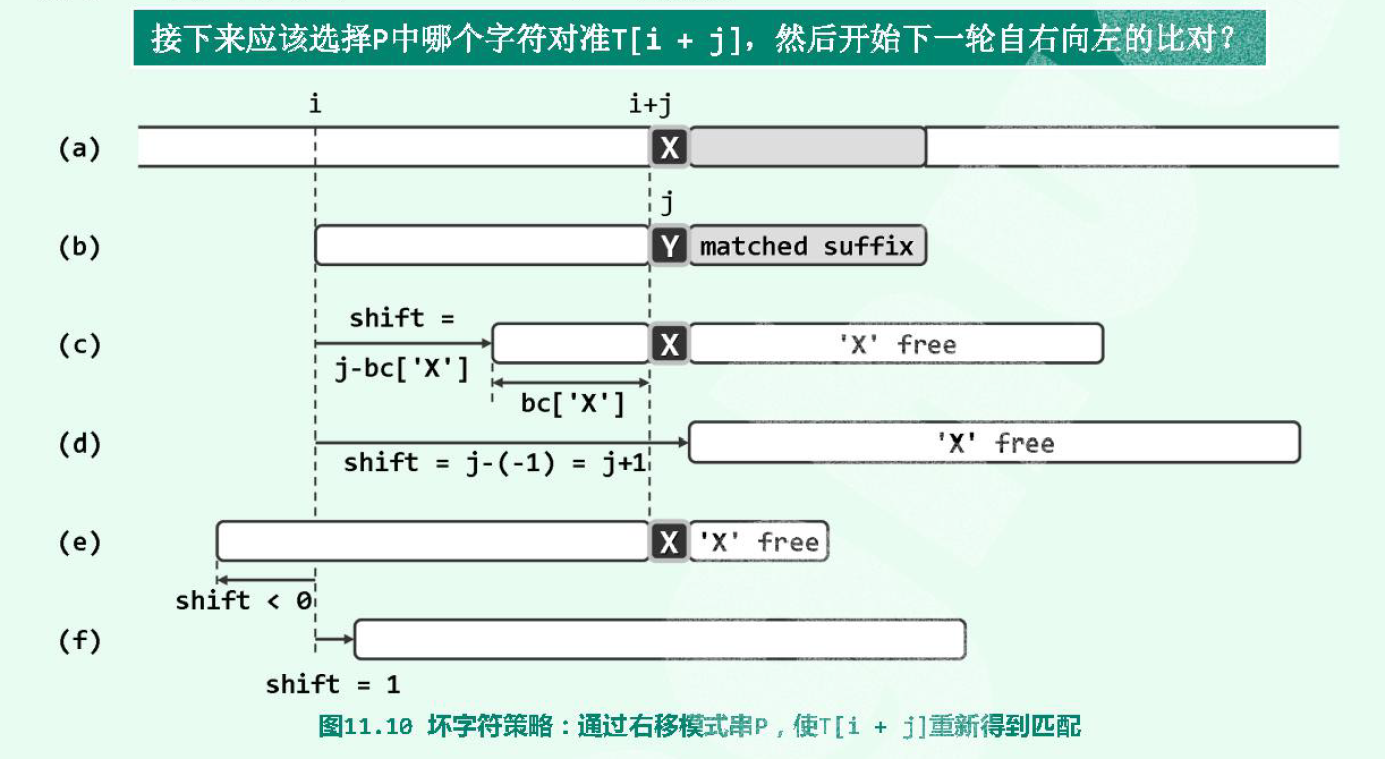 接下来应该选择P中哪个字符对准T[i + j]，然后开始下一轮自右向左的比对？
i i+j
(a) X
j
(b) Y matched suffix
shift =
(c) X 'X' free
j-bc['X']
bc['X']
(d) 'X' free
shift = j-(-1) = j+1
(e) X 'X' free
shift < 0
(f)
shift = 1
图11.10 坏字符策略：通过右移模式串P，使T[i + j]重新得到匹配